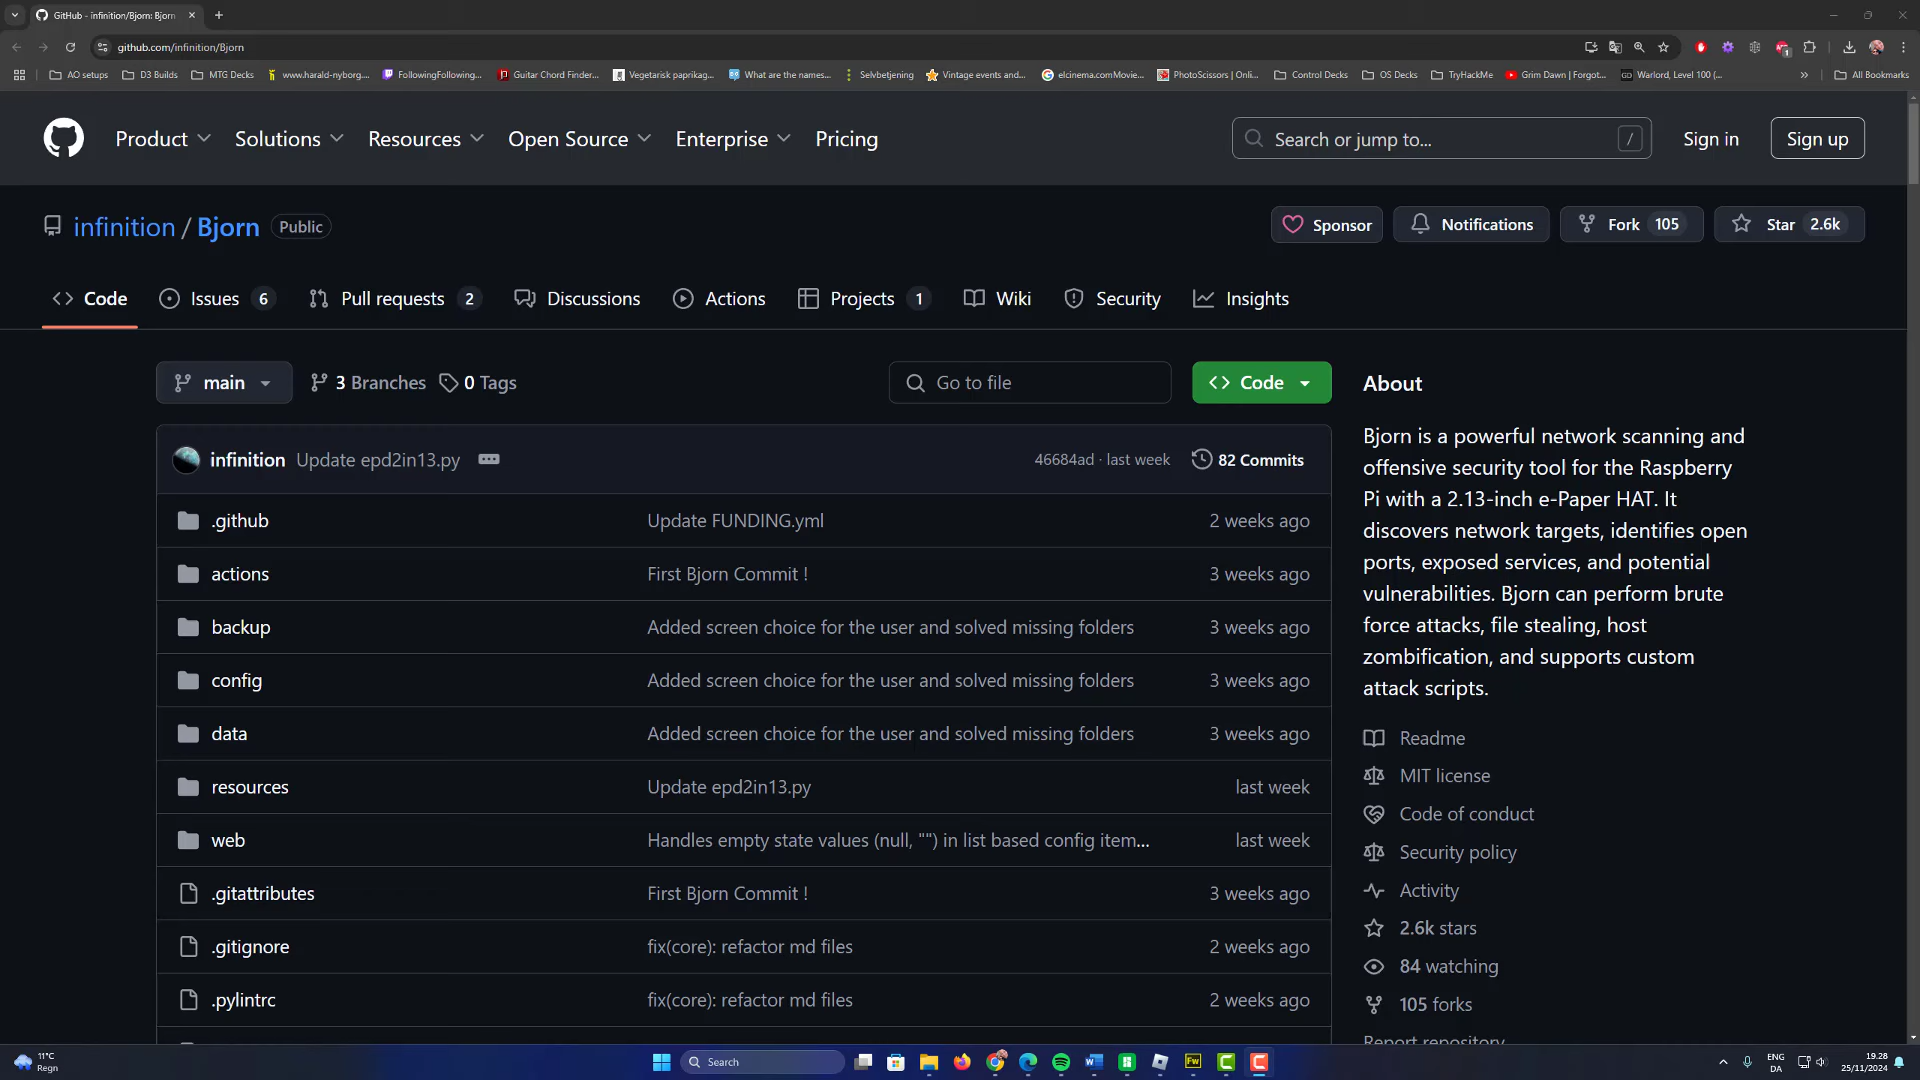 GitHub - infinition/Bjorn: Bjorn
github.com/infinition/Bjorn
AO setups D3 Builds MTG Decks www.harald-nyborg.... FollowingFollowing... Guitar Chord Finder... Vegetarisk paprikag... What are the names... Selvbetjening Vintage events and... elcinema.comMovie... PhotoScissors | Onli... Control Decks OS Decks TryHackMe Grim Dawn | Forgot... GD Warlord, Level 100 (... » All Bookmarks
Product Solutions Resources Open Source Enterprise Pricing Search or jump to... / Sign in Sign up
infinition / Bjorn Public Sponsor Notifications Fork 105 Star 2.6k
Code Issues 6 Pull requests 2 Discussions Actions Projects 1 Wiki Security Insights
main 3 Branches 0 Tags Go to file Code
infinition Update epd2in13.py 46684ad · last week 82 Commits
.github Update FUNDING.yml 2 weeks ago
actions First Bjorn Commit ! 3 weeks ago
backup Added screen choice for the user and solved missing folders 3 weeks ago
config Added screen choice for the user and solved missing folders 3 weeks ago
data Added screen choice for the user and solved missing folders 3 weeks ago
resources Update epd2in13.py last week
web Handles empty state values (null, "") in list based config item... last week
.gitattributes First Bjorn Commit ! 3 weeks ago
.gitignore fix(core): refactor md files 2 weeks ago
.pylintrc fix(core): refactor md files 2 weeks ago
About
Bjorn is a powerful network scanning and
offensive security tool for the Raspberry
Pi with a 2.13-inch e-Paper HAT. It
discovers network targets, identifies open
ports, exposed services, and potential
vulnerabilities. Bjorn can perform brute
force attacks, file stealing, host
zombification, and supports custom
attack scripts.
Readme
MIT license
Code of conduct
Security policy
Activity
2.6k stars
84 watching
105 forks
Report repository
11°C
Regn
Search
Fw
ENG
DA
19.28
25/11/2024